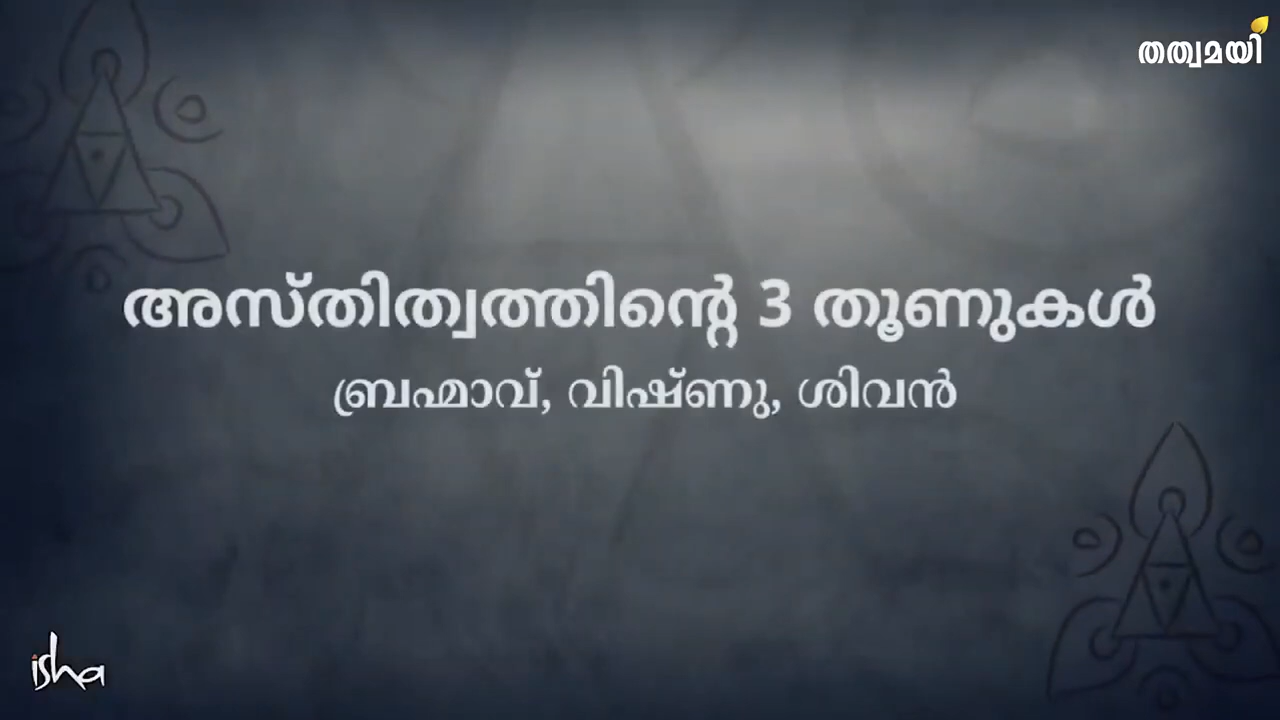 തത്വമയി
അസ്തിത്വത്തിന്റെ 3 തൂണുകൾ
ബ്രഹ്മാവ്, വിഷ്ണു, ശിവൻ
isha